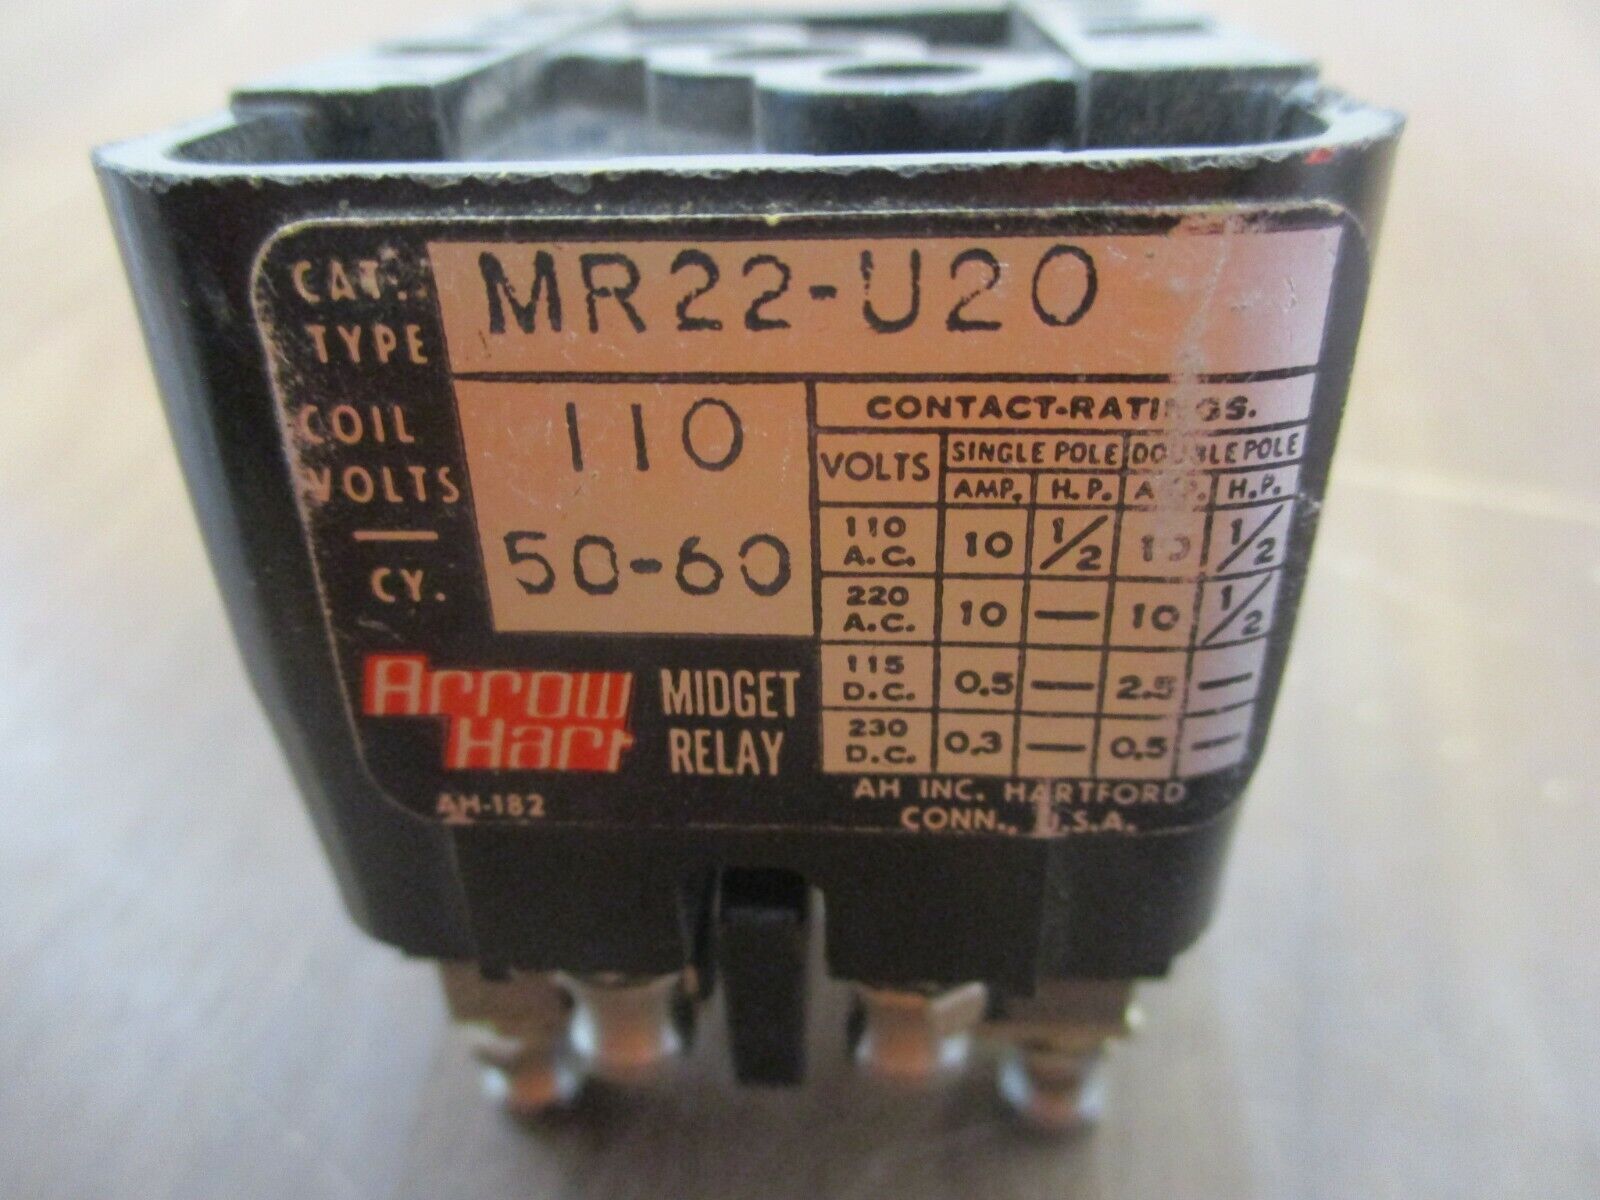 CAT. TYPE MR22-U20
COIL VOLTS 110
CY. 50-60
CONTACT-RATINGS.
VOLTS SINGLE POLE DOUBLE POLE
AMP. H.P. AMP. H.P.
110 A.C. 10 1/2 10 1/2
220 A.C. 10 — 10 1/2
115 D.C. 0.5 — 2.5 —
230 D.C. 0.3 — 0.5 —
Arrow Hart
MIDGET RELAY
AH-182
AH INC. HARTFORD
CONN., U.S.A.